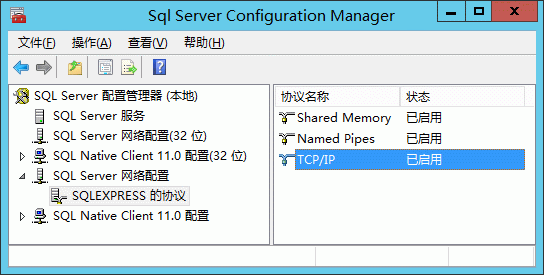 Sql Server Configuration Manager
文件(F) 操作(A) 查看(V) 帮助(H)
SQL Server 配置管理器 (本地)
SQL Server 服务
SQL Server 网络配置(32 位)
SQL Native Client 11.0 配置(32 位)
SQL Server 网络配置
SQLEXPRESS 的协议
SQL Native Client 11.0 配置
协议名称 状态
Shared Memory 已启用
Named Pipes 已启用
TCP/IP 已启用